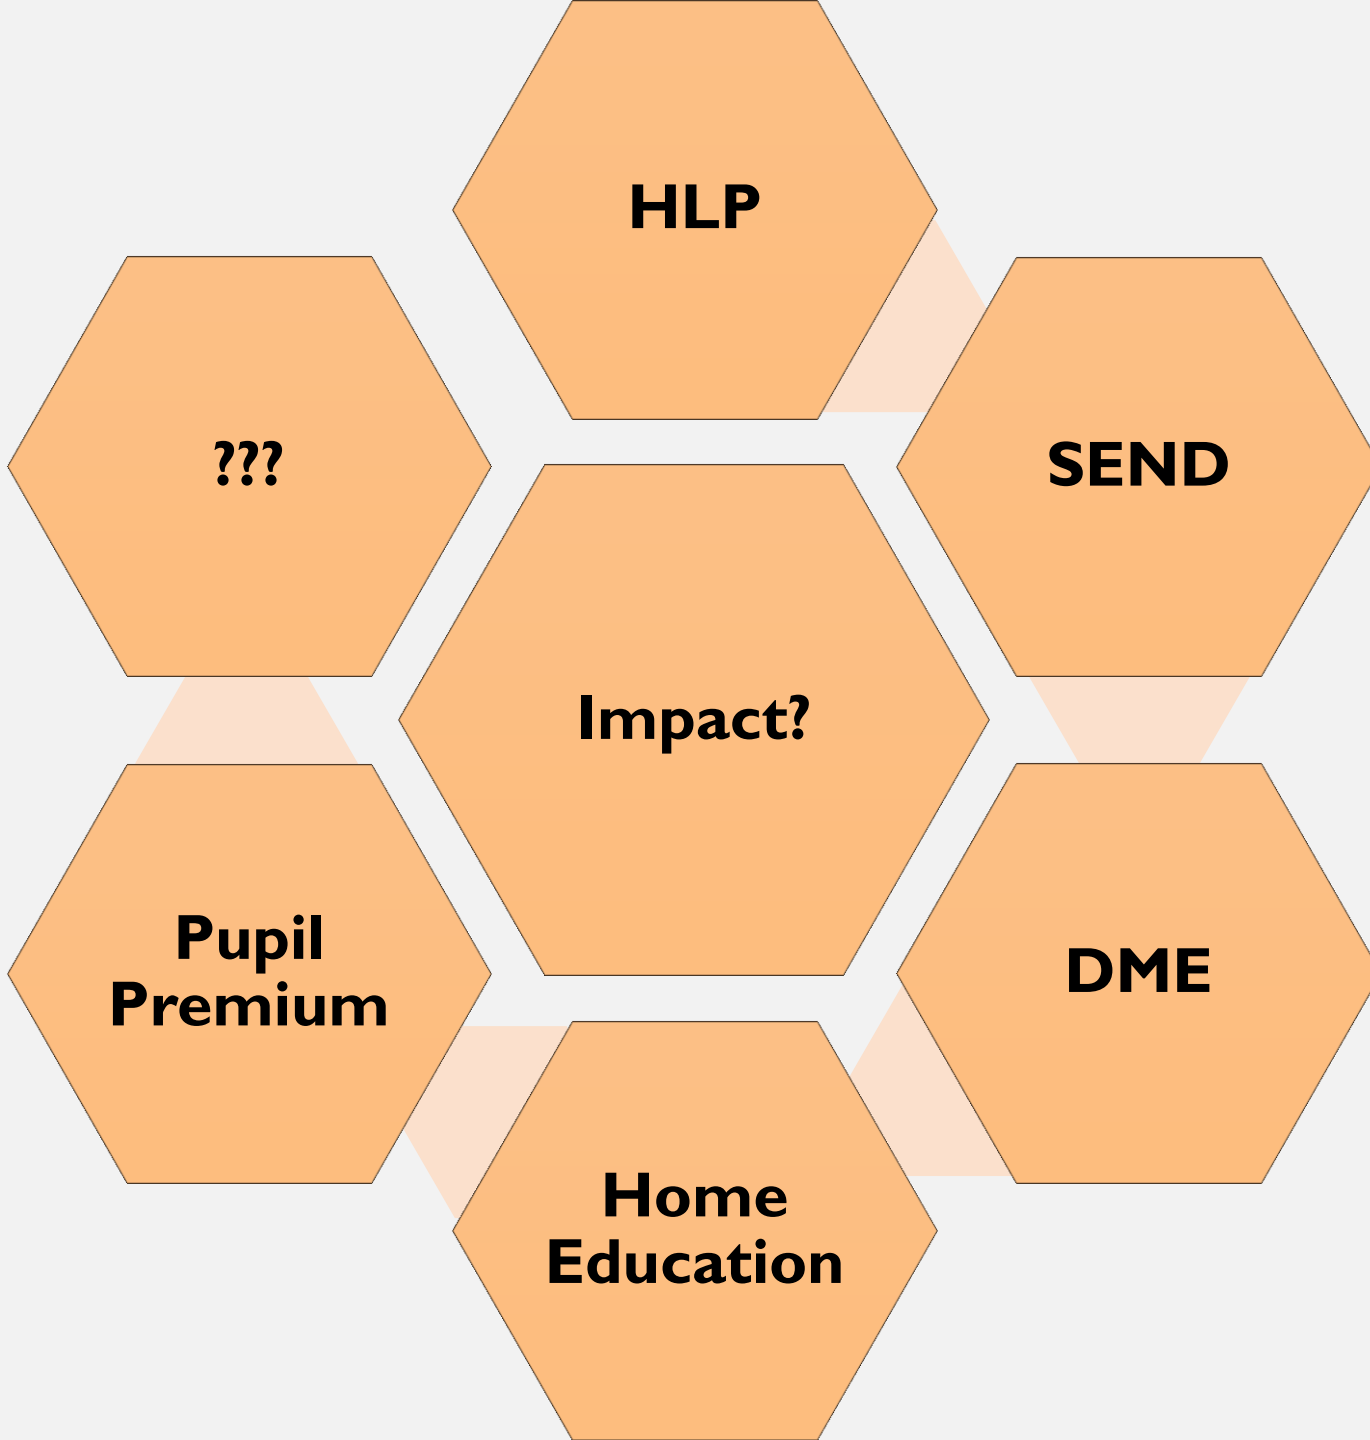 HLP
???
SEND
Impact?
Pupil
Premium
DME
Home
Education